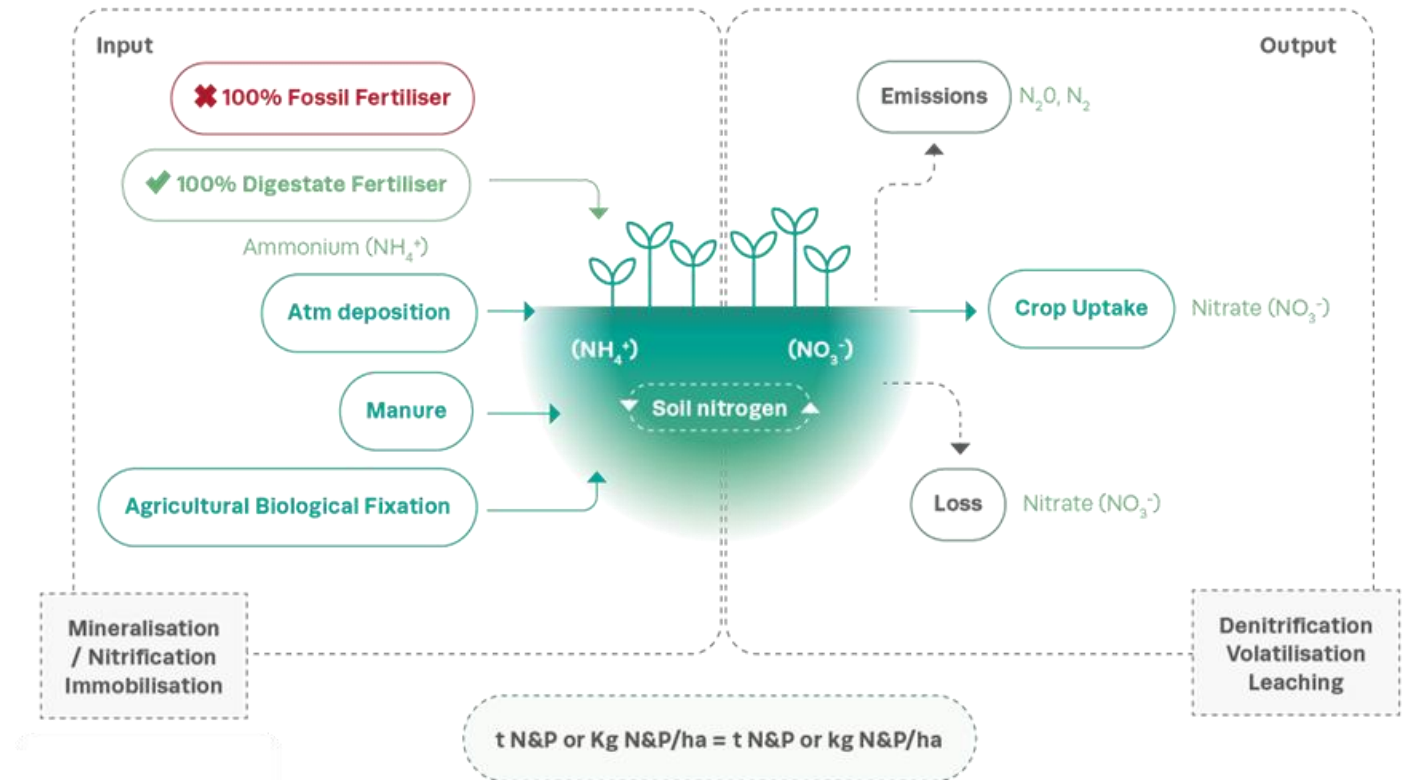 Input
✖ 100% Fossil Fertiliser
✔ 100% Digestate Fertiliser
Ammonium (NH₄⁺)
Atm deposition
Manure
Agricultural Biological Fixation
Mineralisation
/ Nitrification
Immobilisation
(NH₄⁺)
(NO₃⁻)
Soil nitrogen
Output
Emissions
N₂0, N₂
Crop Uptake
Nitrate (NO₃⁻)
Loss
Nitrate (NO₃⁻)
Denitrification
Volatilisation
Leaching
t N&P or Kg N&P/ha = t N&P or kg N&P/ha